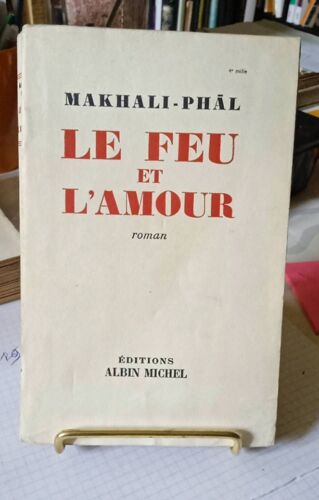 4e mille
MAKHALI-PHÂL
LE FEU
ET
L'AMOUR
roman
ÉDITIONS
ALBIN MICHEL